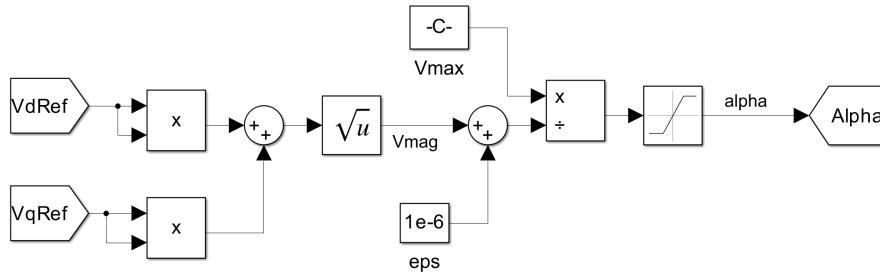 -C-
Vmax
VdRef
x
+
+
√u
Vmag
+
+
x
÷
alpha
Alpha
VqRef
x
1e-6
eps